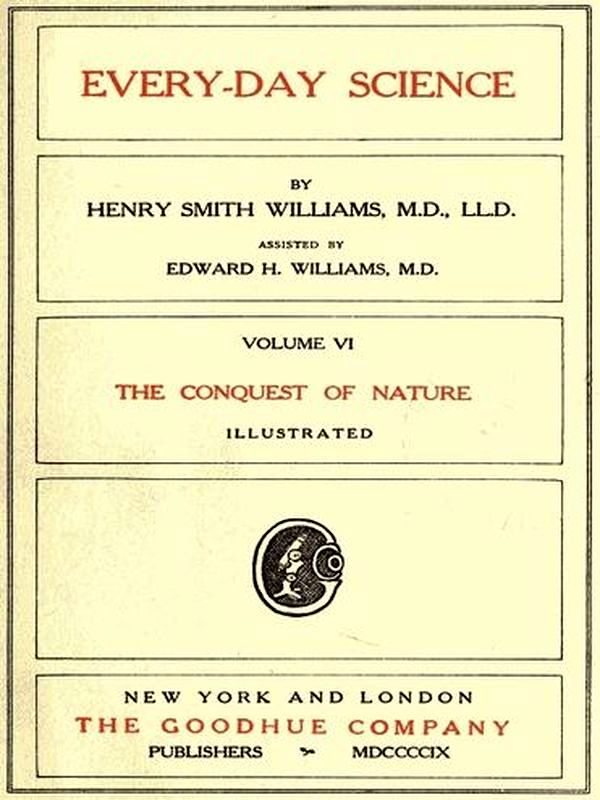 EVERY-DAY SCIENCE
BY
HENRY SMITH WILLIAMS, M.D., LL.D.
ASSISTED BY
EDWARD H. WILLIAMS, M.D.
VOLUME VI
THE CONQUEST OF NATURE
ILLUSTRATED
NEW YORK AND LONDON
THE GOODHUE COMPANY
PUBLISHERS MDCCCCIX